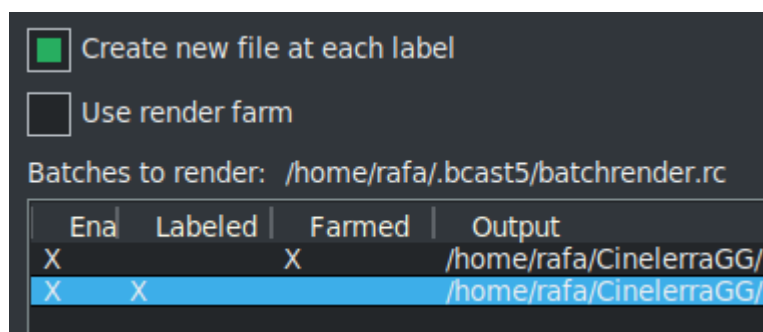 Create new file at each label
Use render farm
Batches to render: /home/rafa/.bcast5/batchrender.rc
Ena Labeled Farmed Output
X X /home/rafa/CinelerraGG/
X X /home/rafa/CinelerraGG/